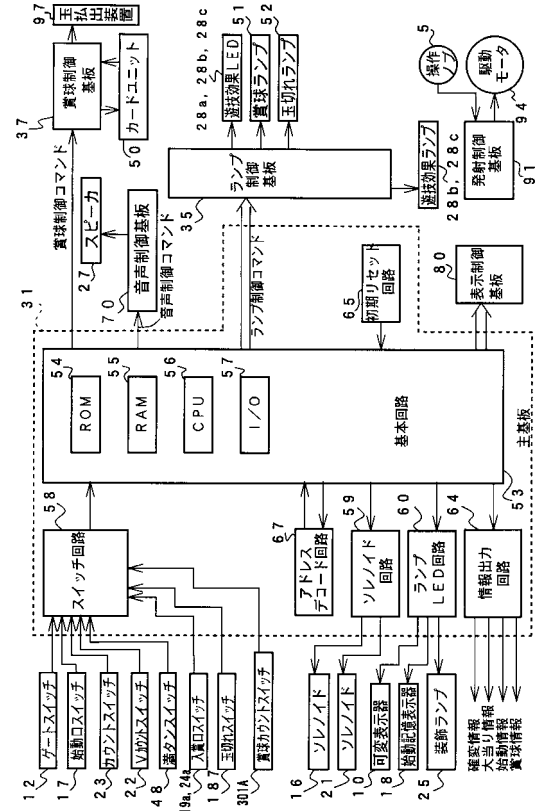 12
ゲートスイッチ
17
始動口スイッチ
23
カウントスイッチ
22
Vカウントスイッチ
48
満タンスイッチ
19a, 24a
入賞口スイッチ
187
玉切れスイッチ
301A
賞球カウントスイッチ
16
ソレノイド
21
ソレノイド
10
可変表示器
18
始動記憶表示器
25
装飾ランプ
確変情報
大当り情報
始動情報
賞球情報
58
スイッチ回路
67
アドレス
デコード回路
59
ソレノイド
回路
60
ランプ
LED回路
64
情報出力
回路
31
54
ROM
55
RAM
56
CPU
57
I/O
基本回路
53
主基板
65
初期リセット
回路
97
玉払出装置
37
賞球制御
基板
50
カードユニット
賞球制御コマンド
27
スピーカ
70
音声制御基板
音声制御コマンド
ランプ制御コマンド
35
ランプ
制御
基板
28a, 28b, 28c
遊技効果LED
51
賞球ランプ
52
玉切れランプ
遊技効果ランプ
28b, 28c
80
表示制御
基板
5
操作
ノブ
駆動
モータ
94
発射制御
基板
91